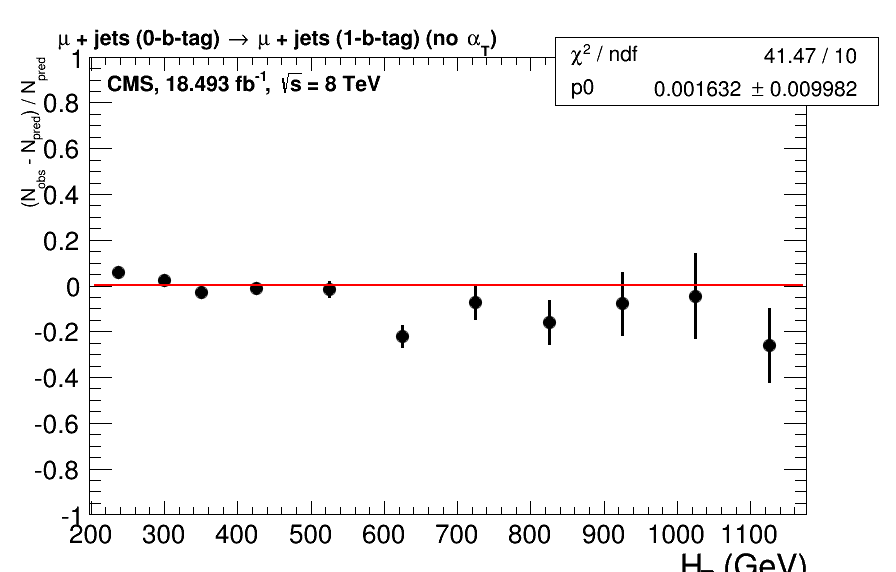 μ + jets (0-b-tag) → μ + jets (1-b-tag) (no α_T)
χ² / ndf 41.47 / 10
p0 0.001632 ± 0.009982
CMS, 18.493 fb⁻¹, √s = 8 TeV
(N_obs - N_pred) / N_pred
1
0.8
0.6
0.4
0.2
0
-0.2
-0.4
-0.6
-0.8
-1
200 300 400 500 600 700 800 900 1000 1100
(GeV)